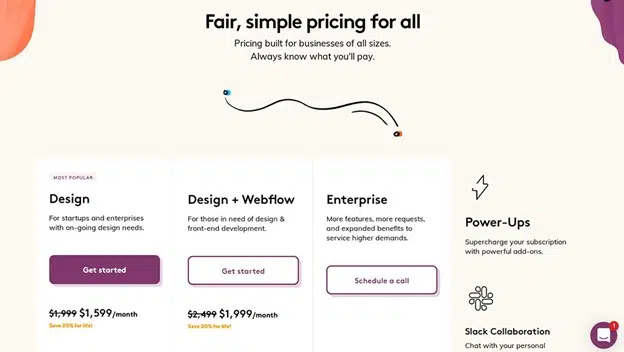 Fair, simple pricing for all
Pricing built for businesses of all sizes.
Always know what you'll pay.
MOST POPULAR
Design
For startups and enterprises
with on-going design needs.
Get started
$1,999 $1,599/month
Save 20% for life!
Design + Webflow
For those in need of design &
front-end development.
Get started
$2,499 $1,999/month
Save 20% for life!
Enterprise
More features, more requests,
and expanded benefits to
service higher demands.
Schedule a call
Power-Ups
Supercharge your subscription
with powerful add-ons.
Slack Collaboration
Chat with your personal
1